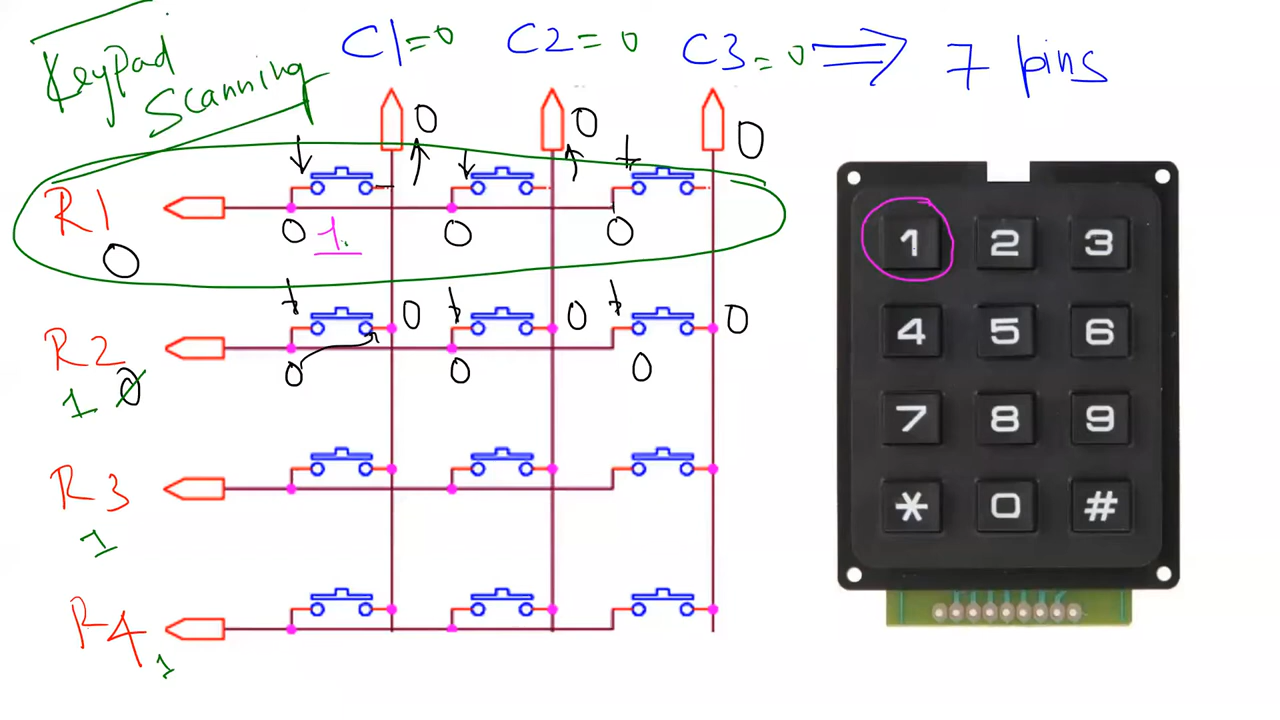 Keypad
Scanning
C1=0 C2=0 C3=0 ⇒ 7 pins
0 0 0
R1
0 1 0 0
0
0 0 0
R2
0 0 0
1 0
R3
1
R4
1
1 2 3
4 5 6
7 8 9
* 0 #